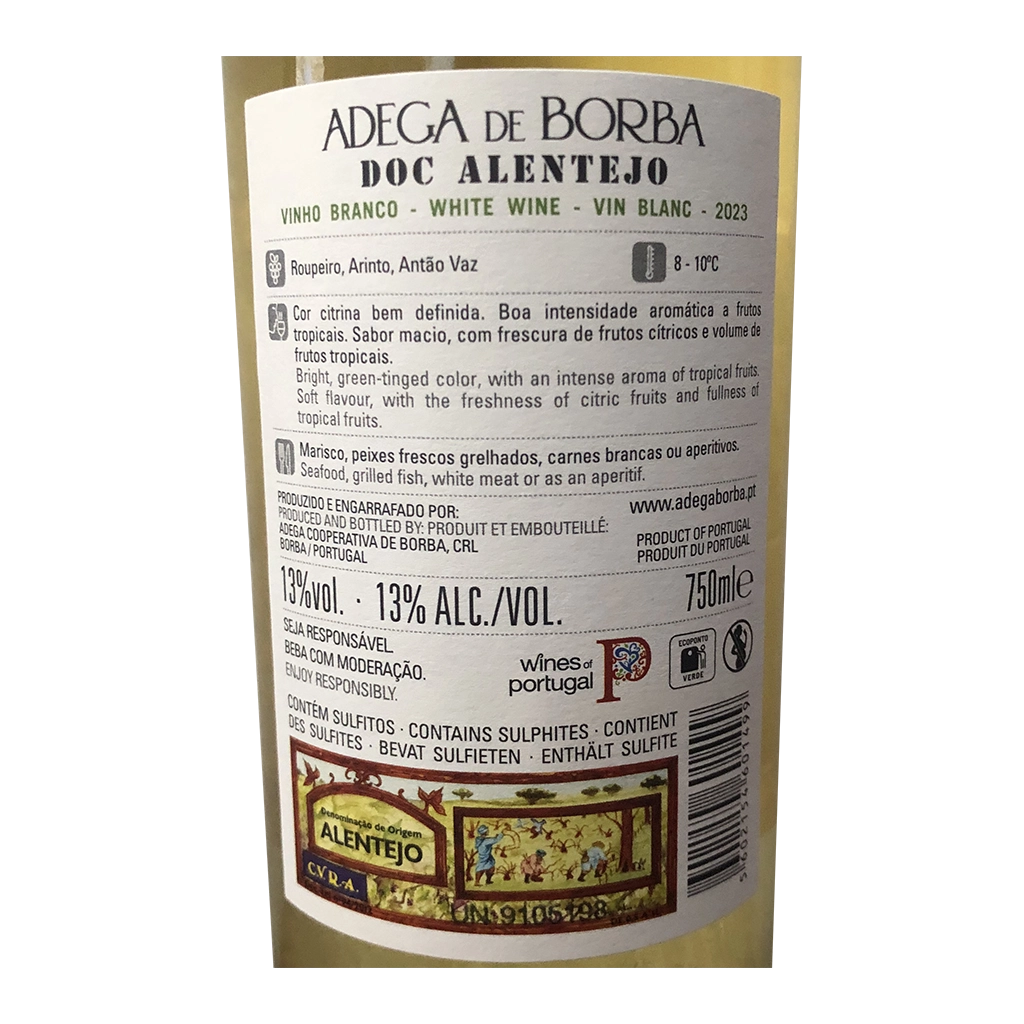 ADEGA DE BORBA
DOC ALENTEJO
VINHO BRANCO - WHITE WINE - VIN BLANC - 2023
Roupeiro, Arinto, Antão Vaz
8 - 10ºC
Cor citrina bem definida. Boa intensidade aromática a frutos
tropicais. Sabor macio, com frescura de frutos cítricos e volume de
frutos tropicais.
Bright, green-tinged color, with an intense aroma of tropical fruits.
Soft flavour, with the freshness of citric fruits and fullness of
tropical fruits.
Marisco, peixes frescos grelhados, carnes brancas ou aperitivos.
Seafood, grilled fish, white meat or as an aperitif.
PRODUZIDO E ENGARRAFADO POR:
PRODUCED AND BOTTLED BY: PRODUIT ET EMBOUTEILLÉ:
ADEGA COOPERATIVA DE BORBA, CRL
BORBA / PORTUGAL
www.adegaborba.pt
PRODUCT OF PORTUGAL
PRODUIT DU PORTUGAL
13%vol. · 13% ALC./VOL.
750ml e
SEJA RESPONSÁVEL.
BEBA COM MODERAÇÃO.
ENJOY RESPONSIBLY.
wines of
portugal
P
ECOPONTO
VERDE
CONTÉM SULFITOS · CONTAINS SULPHITES · CONTIENT
DES SULFITES · BEVAT SULFIETEN · ENTHÄLT SULFITE
5602154601499
Denominação de Origem
ALENTEJO
C.V.R.A.